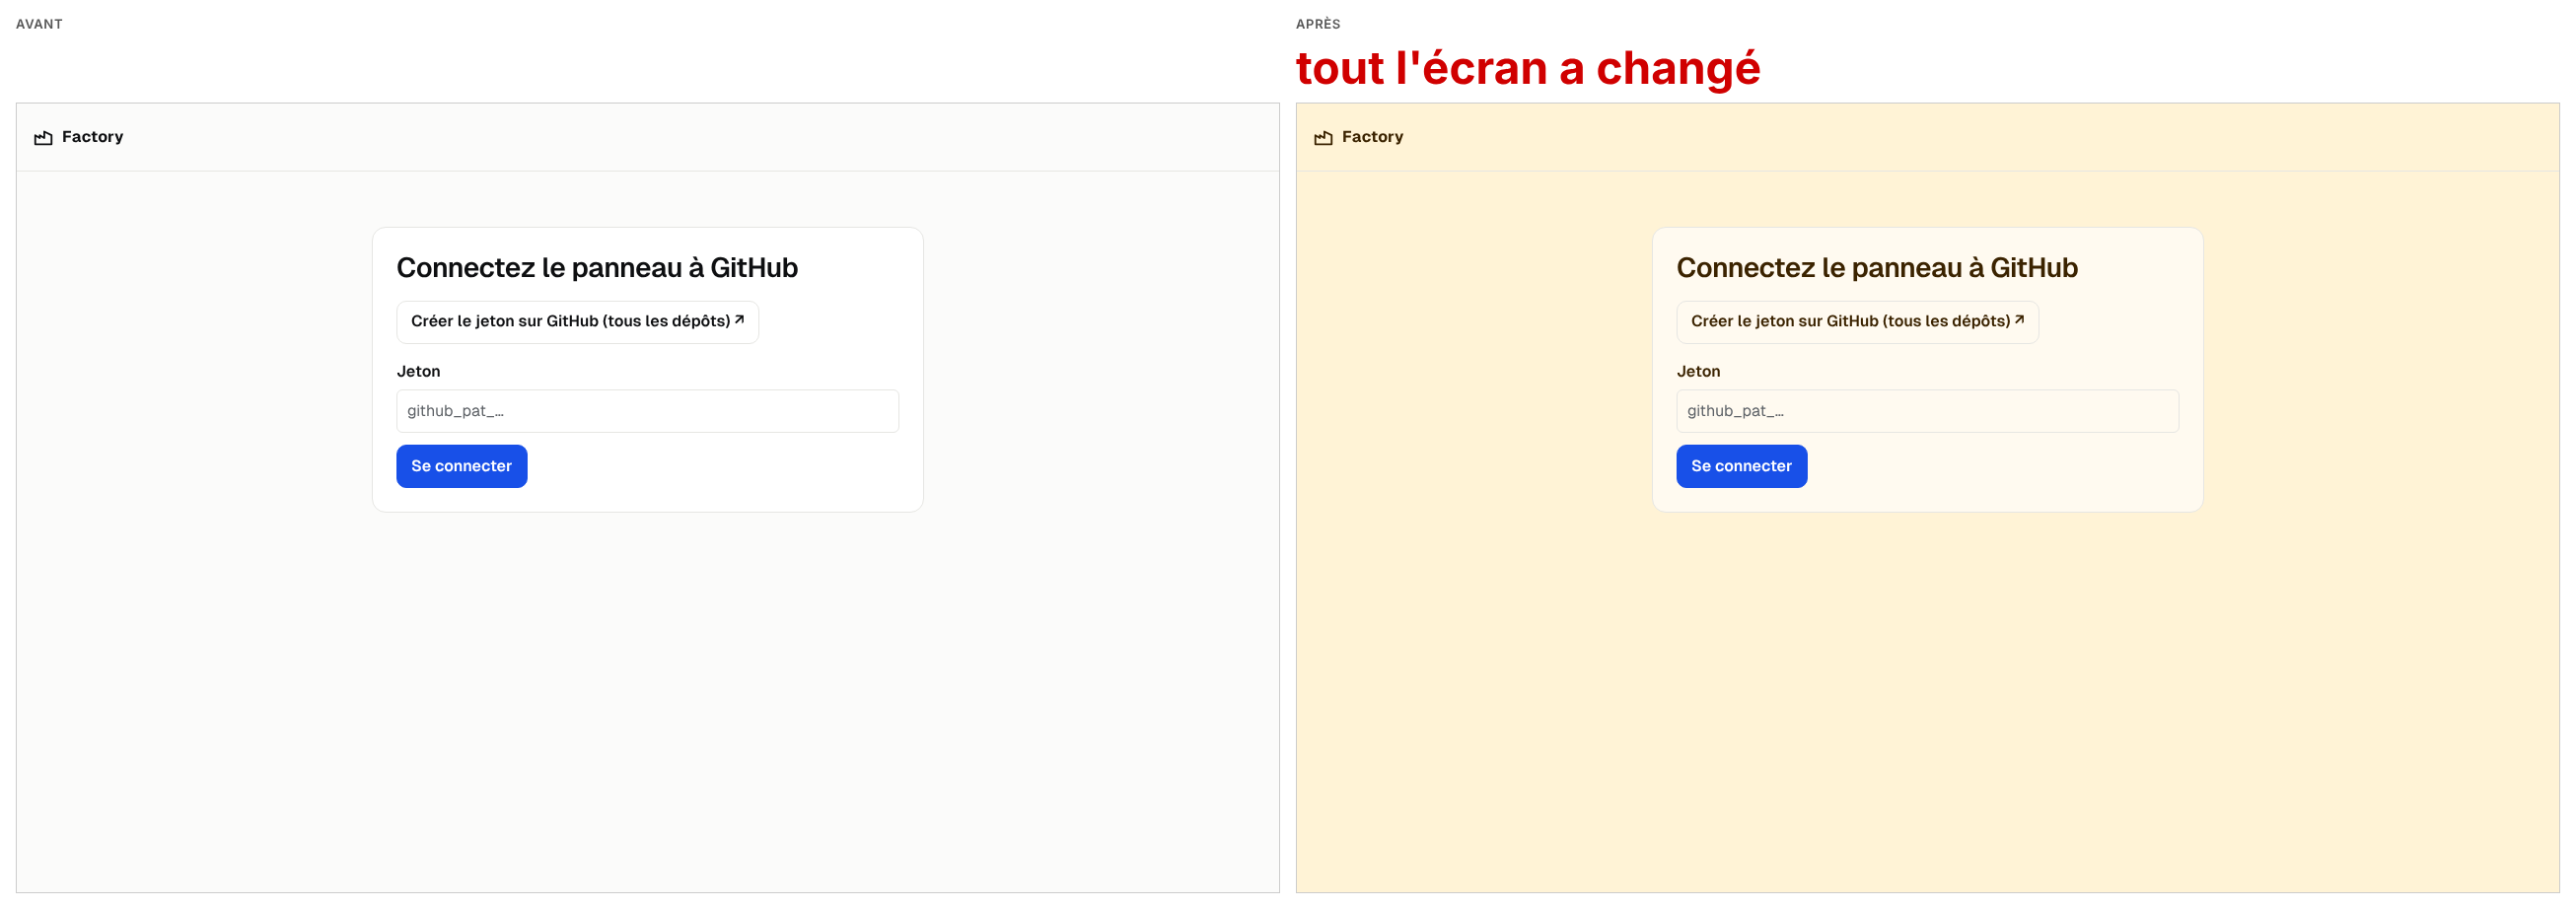 AVANT
Factory
Connectez le panneau à GitHub
Créer le jeton sur GitHub (tous les dépôts) ↗
Jeton
github_pat_…
Se connecter
APRÈS
tout l'écran a changé
Factory
Connectez le panneau à GitHub
Créer le jeton sur GitHub (tous les dépôts) ↗
Jeton
github_pat_…
Se connecter